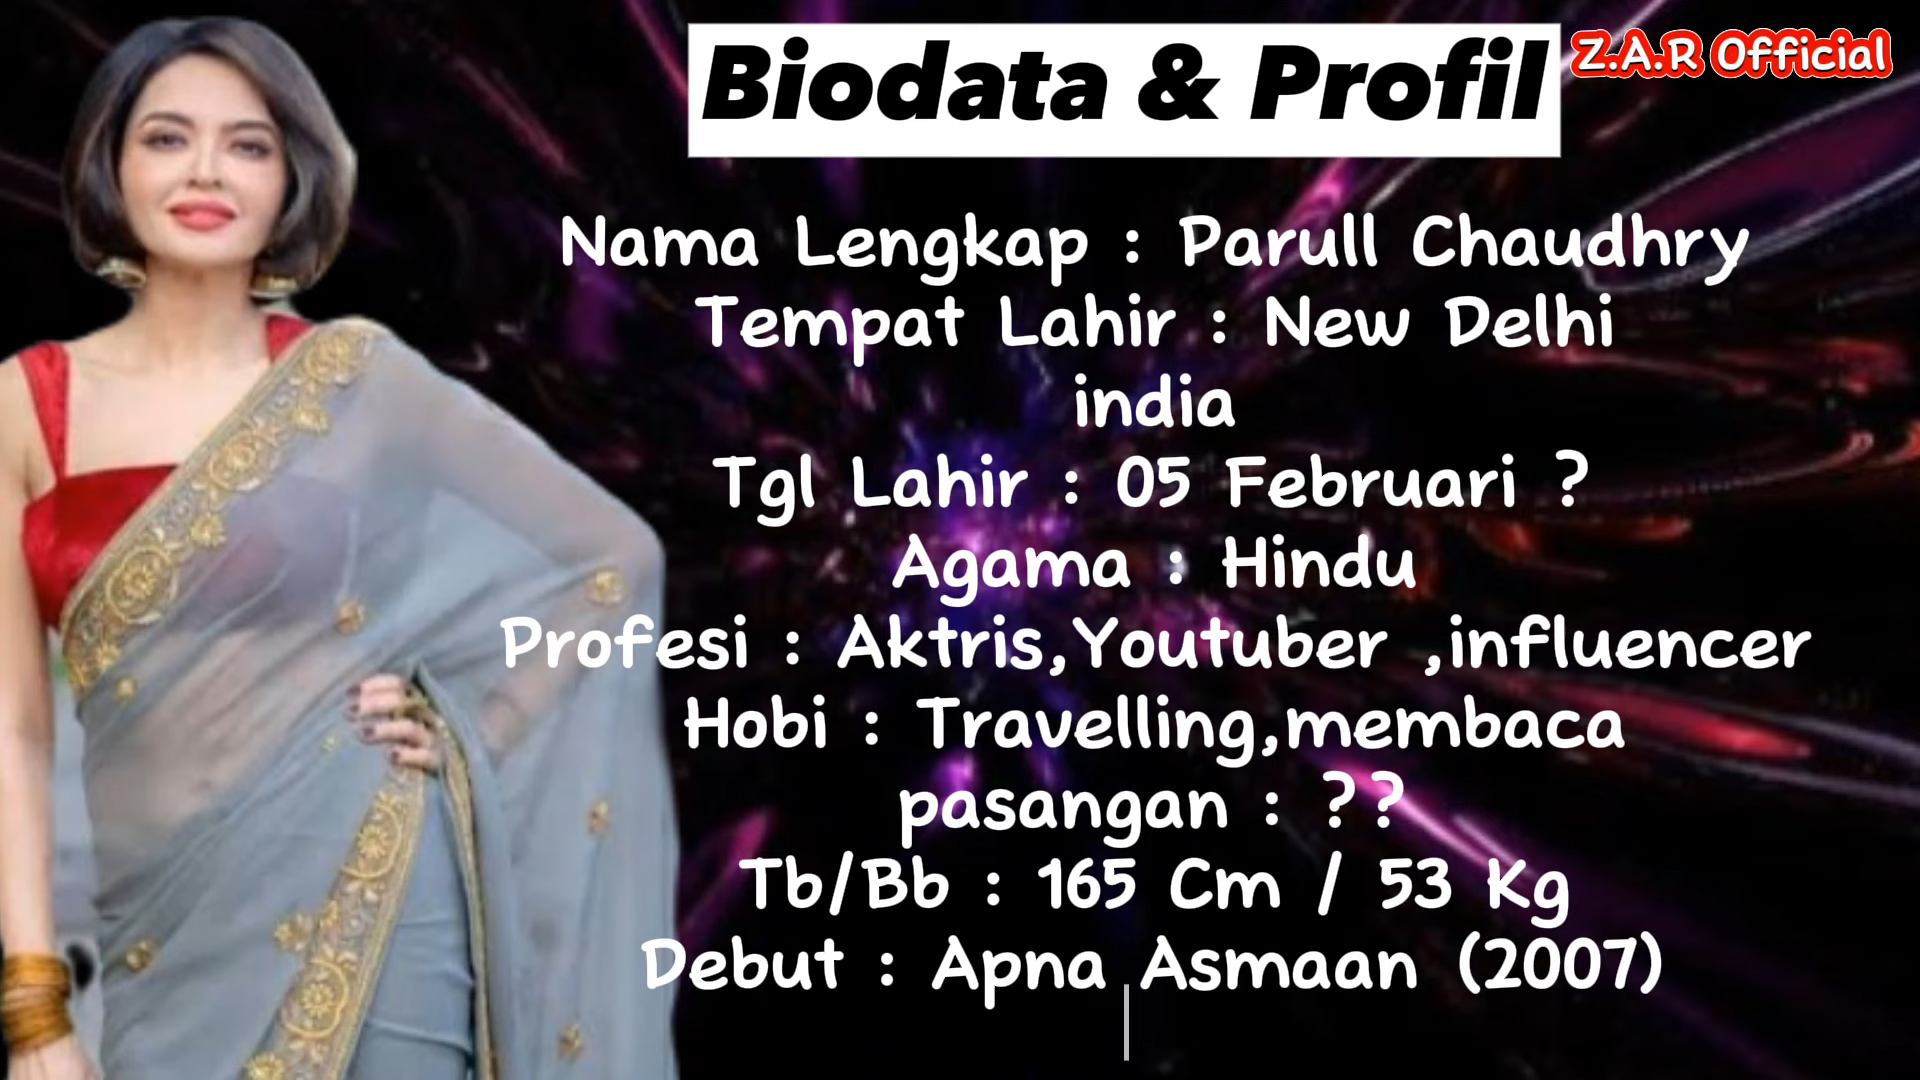 Biodata & Profil
Z.A.R Official
Nama Lengkap : Parull Chaudhry
Tempat Lahir : New Delhi
india
Tgl Lahir : 05 Februari ?
Agama : Hindu
Profesi : Aktris,Youtuber ,influencer
Hobi : Travelling,membaca
pasangan : ??
Tb/Bb : 165 Cm / 53 Kg
Debut : Apna Asmaan (2007)